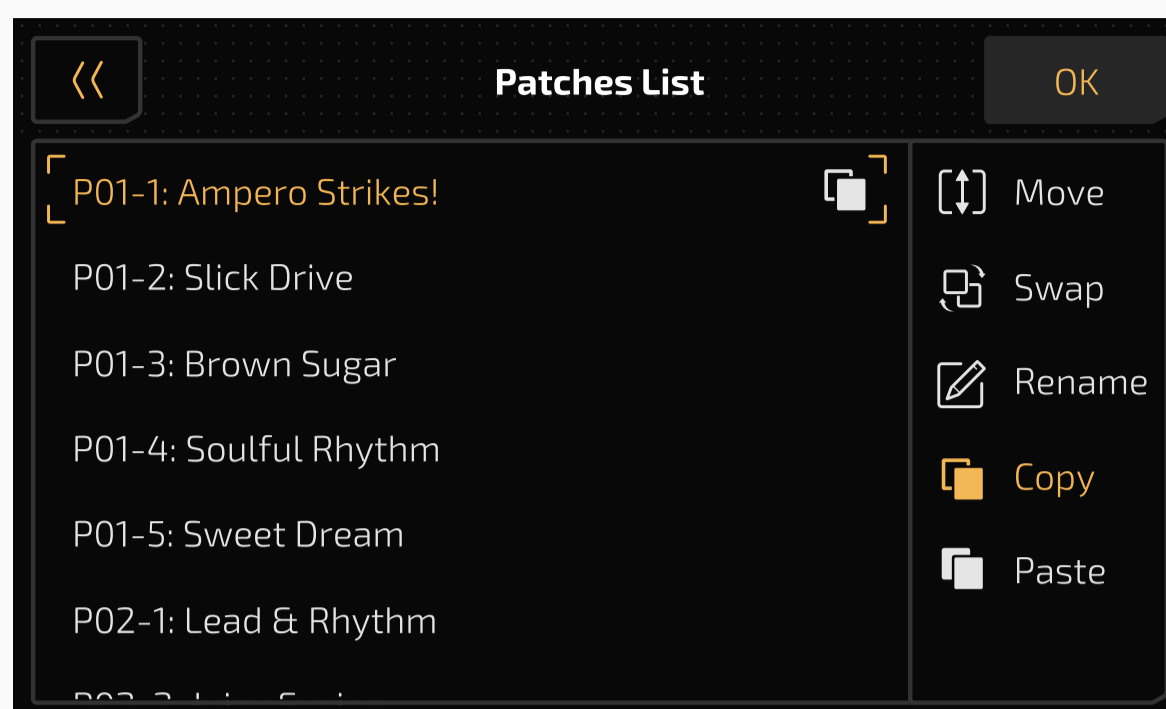 Patches List
OK
P01-1: Ampero Strikes!
P01-2: Slick Drive
P01-3: Brown Sugar
P01-4: Soulful Rhythm
P01-5: Sweet Dream
P02-1: Lead & Rhythm
Move
Swap
Rename
Copy
Paste